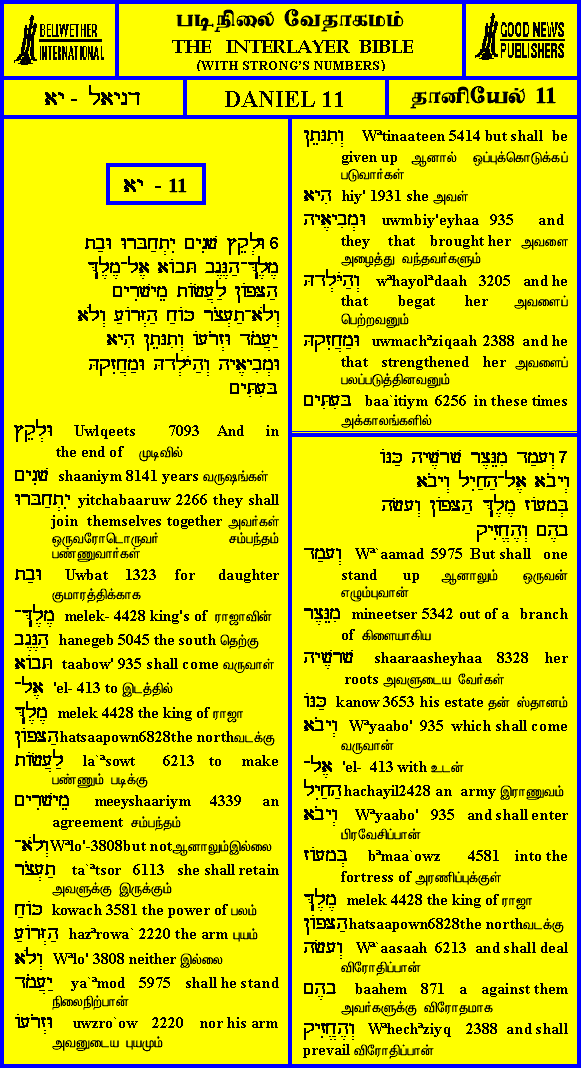 BELLWETHER
INTERNATIONAL
படிநிலை வேதாகமம்
THE INTERLAYER BIBLE
(WITH STRONG'S NUMBERS)
GOOD NEWS
PUBLISHERS
דניאל - יא
DANIEL 11
தானியேல் 11
יא - 11
6 וּלְקֵץ שָׁנִים יִתְחַבָּרוּ וּבַת
מֶלֶךְ־הַנֶּגֶב תָּבוֹא אֶל־מֶלֶךְ
הַצָּפוֹן לַעֲשׂוֹת מֵישָׁרִים
וְלֹא־תַעְצֹר כּוֹחַ הַזְּרוֹעַ וְלֹא
יַעֲמֹד וּזְרֹעוֹ וְתִנָּתֵן הִיא
וּמְבִיאֶיהָ וְהַיֹּלְדָהּ וּמַחֲזִקָהּ
בָּעִתִּים
וּלְקֵץ Uwlqeets 7093 And in
the end of முடிவில்
שָׁנִים shaaniym 8141 years வருஷங்கள்
יִתְחַבָּרוּ yitchabaaruw 2266 they shall
join themselves together அவர்கள்
ஒருவரோடொருவர் சம்பந்தம்
பண்ணுவார்கள்
וּבַת Uwbat 1323 for daughter
குமாரத்திக்காக
מֶלֶךְ־ melek- 4428 king's of ராஜாவின்
הַנֶּגֶב hanegeb 5045 the south தெற்கு
תָּבוֹא taabow' 935 shall come வருவாள்
אֶל־ 'el- 413 to இடத்தில்
מֶלֶךְ melek 4428 the king of ராஜா
הַצָּפוֹן hatsaapown6828the northவடக்கு
לַעֲשׂוֹת la`ªsowt 6213 to make
பண்ணும் படிக்கு
מֵישָׁרִים meeyshaariym 4339 an
agreement சம்பந்தம்
וְלֹא־ Wªlo'-3808but notஆனாலும்இல்லை
תַעְצֹר ta`ªtsor 6113 she shall retain
அவளுக்கு இருக்கும்
כּוֹחַ kowach 3581 the power of பலம்
הַזְּרוֹעַ hazªrowa` 2220 the arm புயம்
וְלֹא Wªlo' 3808 neither இல்லை
יַעֲמֹד ya`ªmod 5975 shall he stand
நிலைநிற்பான்
וּזְרֹעוֹ uwzro`ow 2220 nor his arm
அவனுடைய புயமும்
וְתִנָּתֵן Wªtinaateen 5414 but shall be
given up ஆனால் ஒப்புக்கொடுக்கப்
படுவார்கள்
הִיא hiy' 1931 she அவள்
וּמְבִיאֶיהָ uwmbiy'eyhaa 935 and
they that brought her அவளை
அழைத்து வந்தவர்களும்
וְהַיֹּלְדָהּ wªhayolªdaah 3205 and he
that begat her அவளைப்
பெற்றவனும்
וּמַחֲזִקָהּ uwmachªziqaah 2388 and he
that strengthened her அவளைப்
பலப்படுத்தினவனும்
בָּעִתִּים baa`itiym 6256 in these times
அக்காலங்களில்
7 וְעָמַד מִנֵּצֶר שָׁרָשֶׁיהָ כַּנּוֹ
וְיָבֹא אֶל־הַחַיִל וְיָבֹא
בְּמָעוֹז מֶלֶךְ הַצָּפוֹן וְעָשָׂה
בָהֶם וְהֶחֱזִיק
וְעָמַד Wª`aamad 5975 But shall one
stand up ஆனாலும் ஒருவன்
எழும்புவான்
מִנֵּצֶר mineetser 5342 out of a branch
of கிளையாகிய
שָׁרָשֶׁיהָ shaaraasheyhaa 8328 her
roots அவளுடைய வேர்கள்
כַּנּוֹ kanow 3653 his estate தன் ஸ்தானம்
וְיָבֹא Wªyaabo' 935 which shall come
வருவான்
אֶל־ 'el- 413 with உடன்
הַחַיִל hachayil2428 an army இராணுவம்
וְיָבֹא Wªyaabo' 935 and shall enter
பிரவேசிப்பான்
בְּמָעוֹז bªmaa`owz 4581 into the
fortress of அரணிப்புக்குள்
מֶלֶךְ melek 4428 the king of ராஜா
הַצָּפוֹן hatsaapown6828the northவடக்கு
וְעָשָׂה Wª`aasaah 6213 and shall deal
விரோதிப்பான்
בָהֶם baahem 871 a against them
அவர்களுக்கு விரோதமாக
וְהֶחֱזִיק Wªhechªziyq 2388 and shall
prevail விரோதிப்பான்